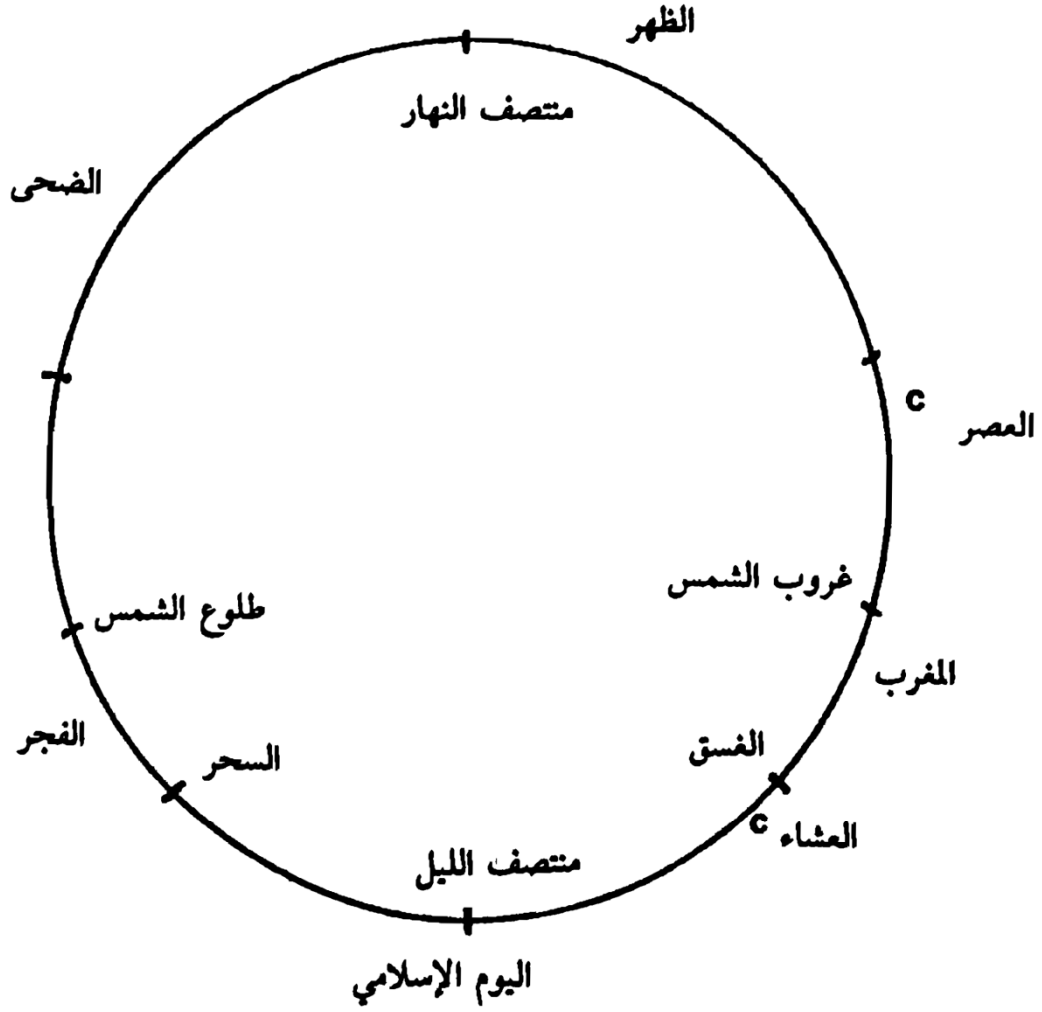 الظهر
منتصف النهار
الضحى
c
العصر
غروب الشمس
طلوع الشمس
المغرب
الفجر
الغسق
السحر
c
العشاء
منتصف الليل
اليوم الإسلامي